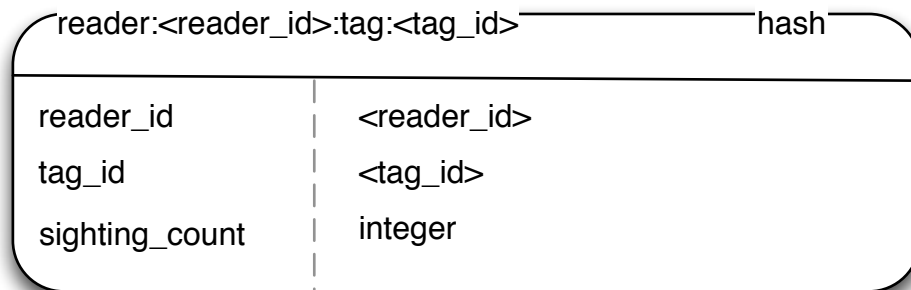 reader:<reader_id>:tag:<tag_id> hash
reader_id <reader_id>
tag_id <tag_id>
sighting_count integer